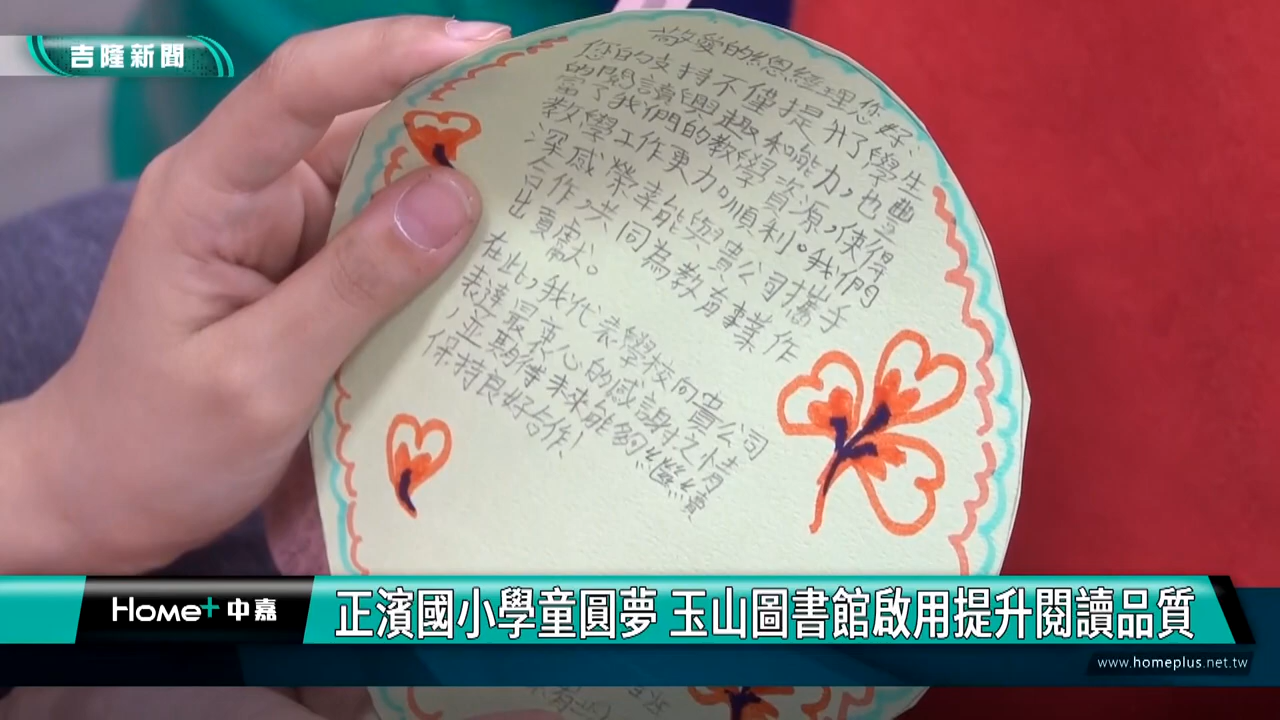 吉隆新聞
敬愛的總經理您好、
您的支持不僅提升了學生
的閱讀興趣和能力,也豐
富了我們的教學資源,使得
教學工作更加順利。我們
深感榮幸能與貴公司攜手
合作,共同為教育事業作
出貢獻。
在此,我代表學校向貴公司
表達最衷心的感謝之情
,並期待未來能夠繼續
保持良好合作!
Home+中嘉
正濱國小學童圓夢 玉山圖書館啟用提升閱讀品質
www.homeplus.net.tw